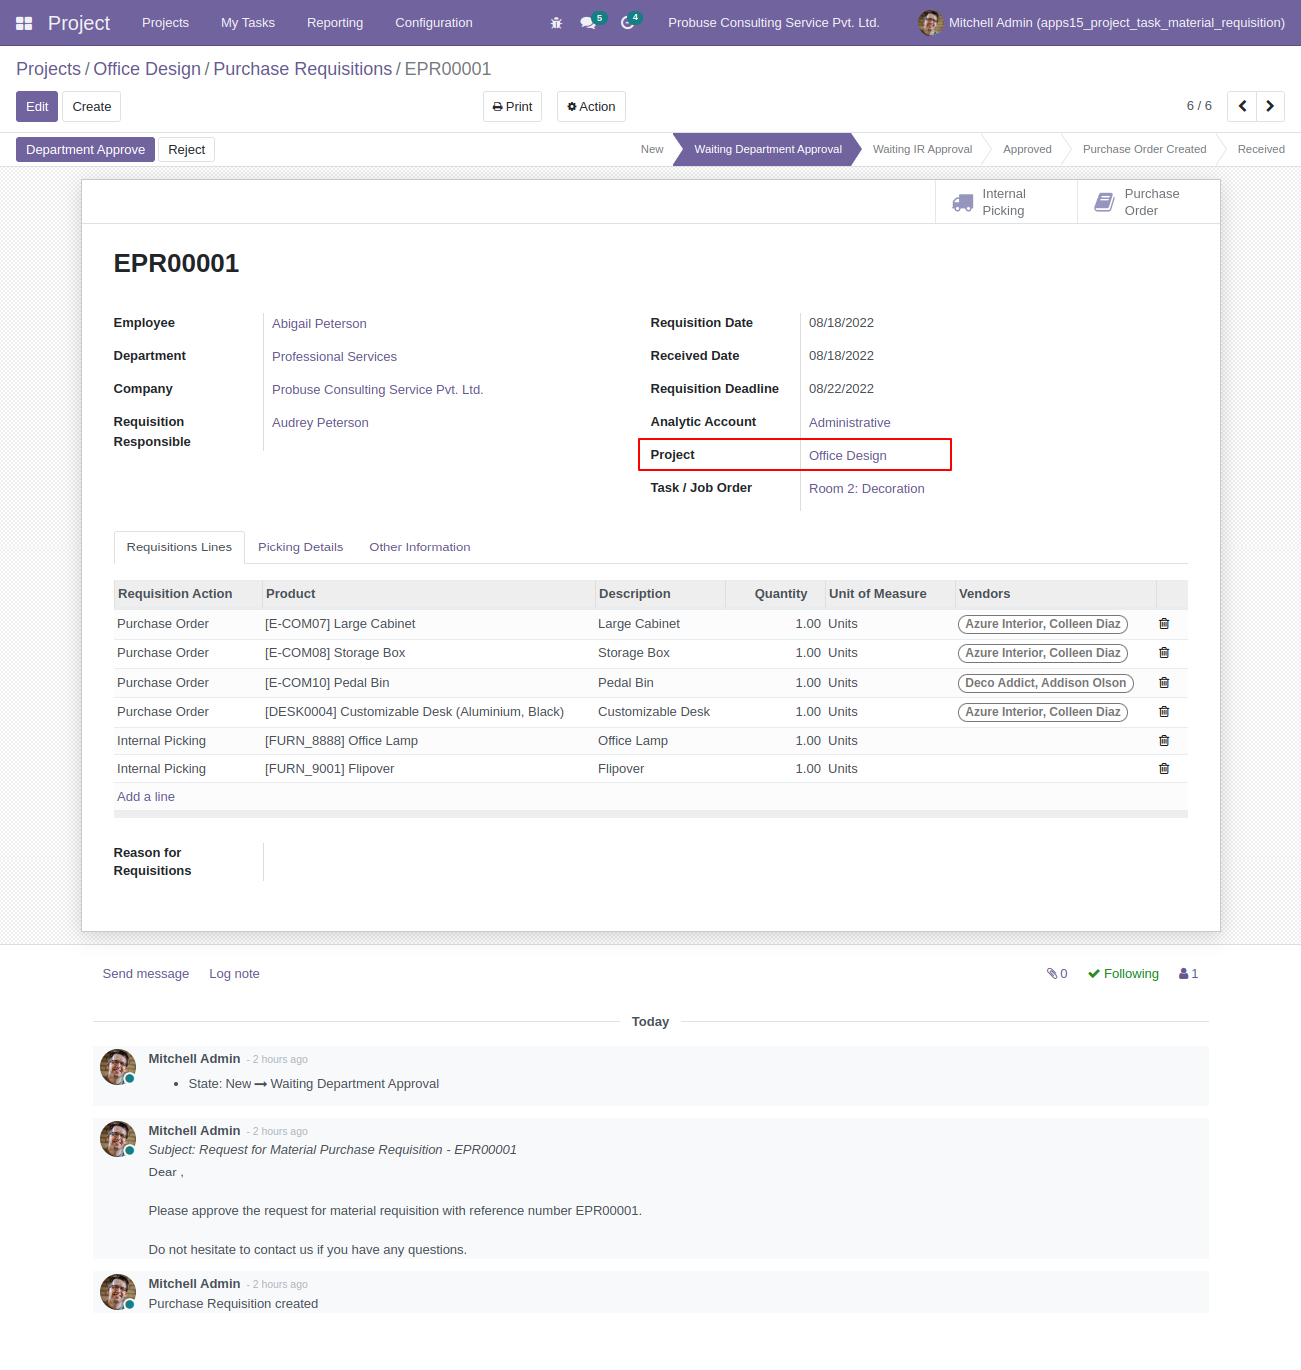 Project Projects My Tasks Reporting Configuration 5 4 Probuse Consulting Service Pvt. Ltd. Mitchell Admin (apps15_project_task_material_requisition)
Projects / Office Design / Purchase Requisitions / EPR00001
Edit Create Print Action 6 / 6
Department Approve Reject New Waiting Department Approval Waiting IR Approval Approved Purchase Order Created Received
Internal Picking Purchase Order
EPR00001
Employee Abigail Peterson Requisition Date 08/18/2022
Department Professional Services Received Date 08/18/2022
Company Probuse Consulting Service Pvt. Ltd. Requisition Deadline 08/22/2022
Requisition Responsible Audrey Peterson Analytic Account Administrative
Project Office Design
Task / Job Order Room 2: Decoration
Requisitions Lines Picking Details Other Information
Requisition Action Product Description Quantity Unit of Measure Vendors
Purchase Order [E-COM07] Large Cabinet Large Cabinet 1.00 Units Azure Interior, Colleen Diaz
Purchase Order [E-COM08] Storage Box Storage Box 1.00 Units Azure Interior, Colleen Diaz
Purchase Order [E-COM10] Pedal Bin Pedal Bin 1.00 Units Deco Addict, Addison Olson
Purchase Order [DESK0004] Customizable Desk (Aluminium, Black) Customizable Desk 1.00 Units Azure Interior, Colleen Diaz
Internal Picking [FURN_8888] Office Lamp Office Lamp 1.00 Units
Internal Picking [FURN_9001] Flipover Flipover 1.00 Units
Add a line
Reason for
Requisitions
Send message Log note 0 Following 1
Today
Mitchell Admin - 2 hours ago
• State: New → Waiting Department Approval
Mitchell Admin - 2 hours ago
Subject: Request for Material Purchase Requisition - EPR00001
Dear ,
Please approve the request for material requisition with reference number EPR00001.
Do not hesitate to contact us if you have any questions.
Mitchell Admin - 2 hours ago
Purchase Requisition created